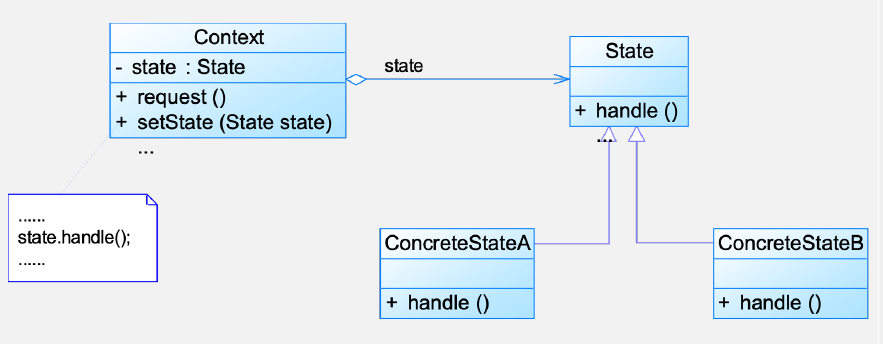 Context
- state : State
+ request ()
+ setState (State state)
...
state
State
+ handle ()
...
......
state.handle();
......
ConcreteStateA
+ handle ()
ConcreteStateB
+ handle ()